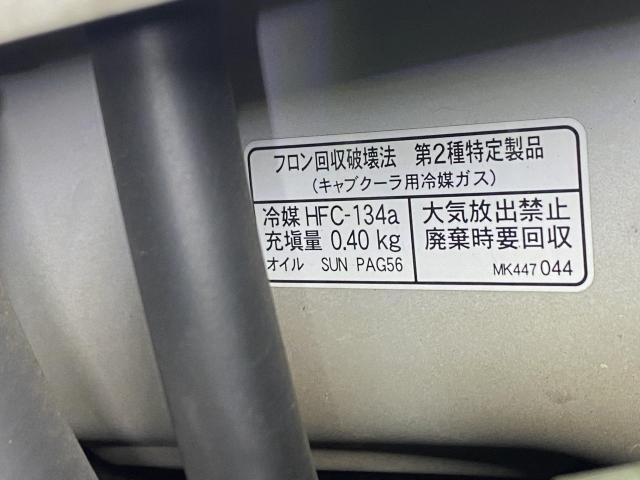 フロン回収破壊法 第2種特定製品
(キャブクーラ用冷媒ガス)
冷媒 HFC-134a
充塡量 0.40 kg
オイル SUN PAG56
大気放出禁止
廃棄時要回収
MK447044